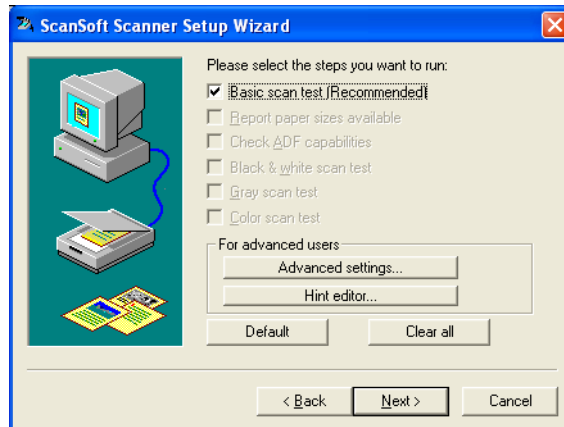 ScanSoft Scanner Setup Wizard
Please select the steps you want to run:
Basic scan test (Recommended)
Report paper sizes available
Check ADF capabilities
Black & white scan test
Gray scan test
Color scan test
For advanced users
Advanced settings...
Hint editor...
Default Clear all
< Back Next > Cancel